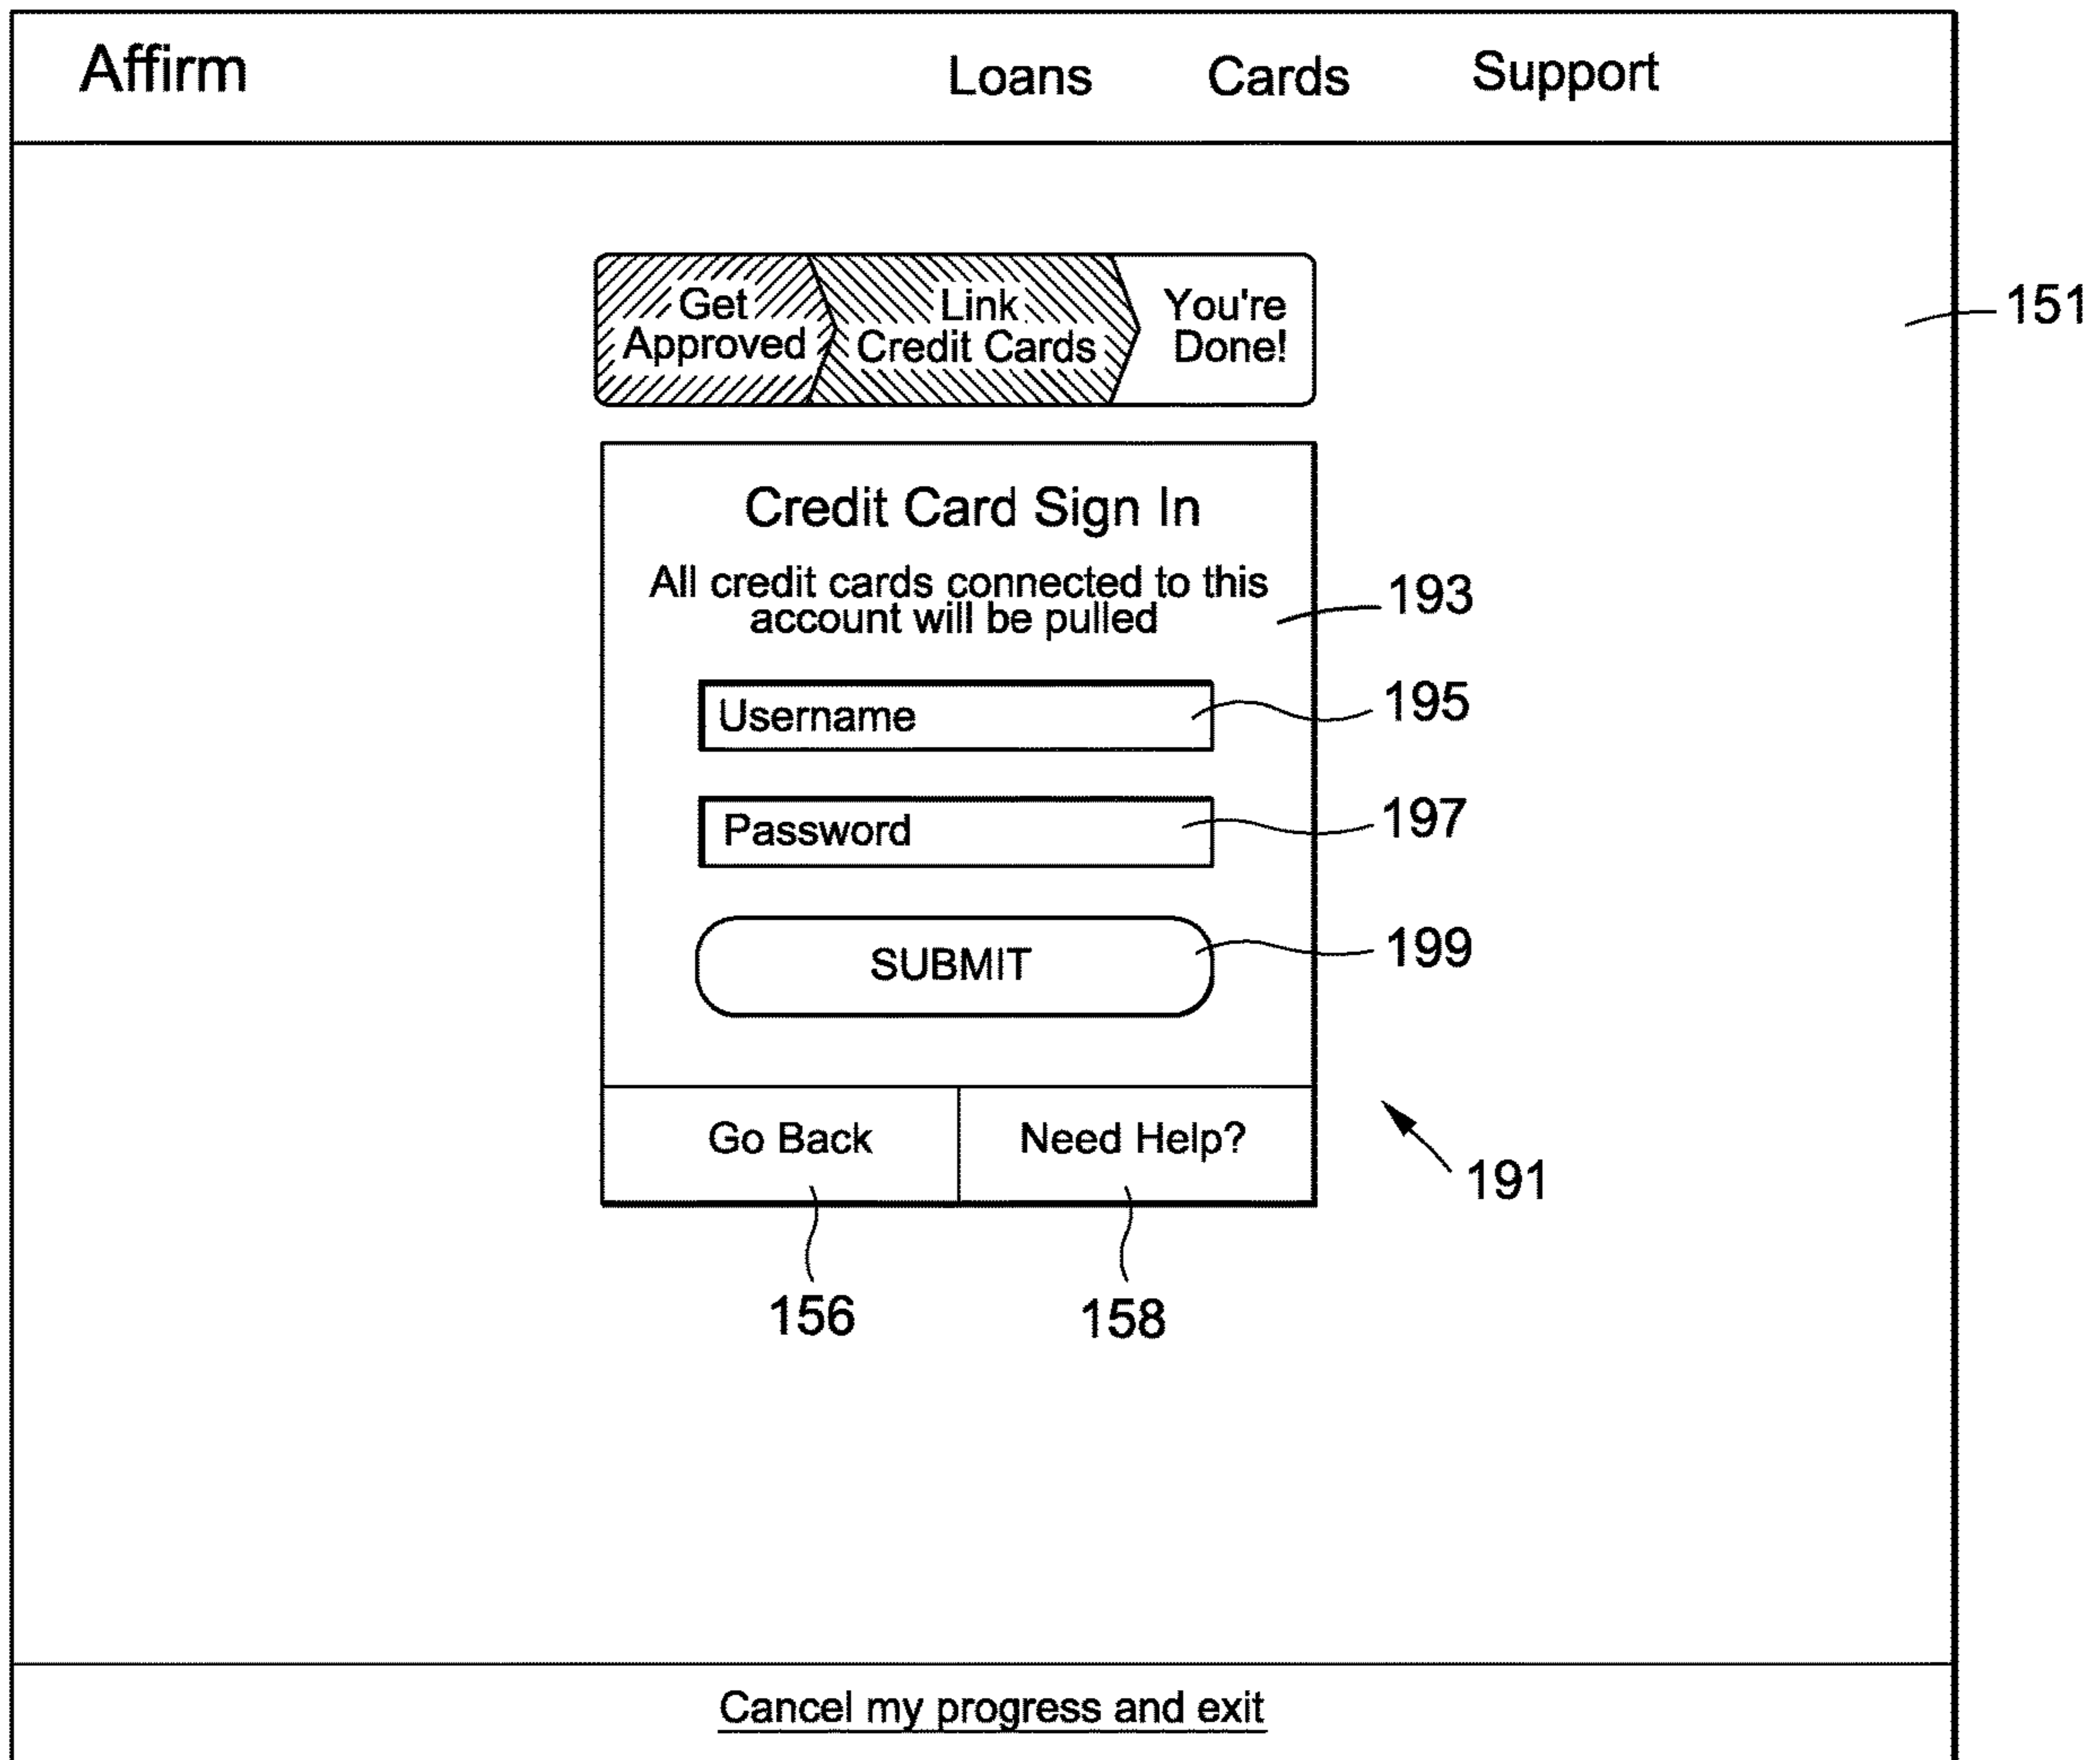 Affirm Loans Cards Support
Get
Approved
Link
Credit Cards
You're
Done!
151
Credit Card Sign In
All credit cards connected to this
account will be pulled
193
Username
195
Password
197
SUBMIT
199
Go Back
Need Help?
191
156
158
Cancel my progress and exit